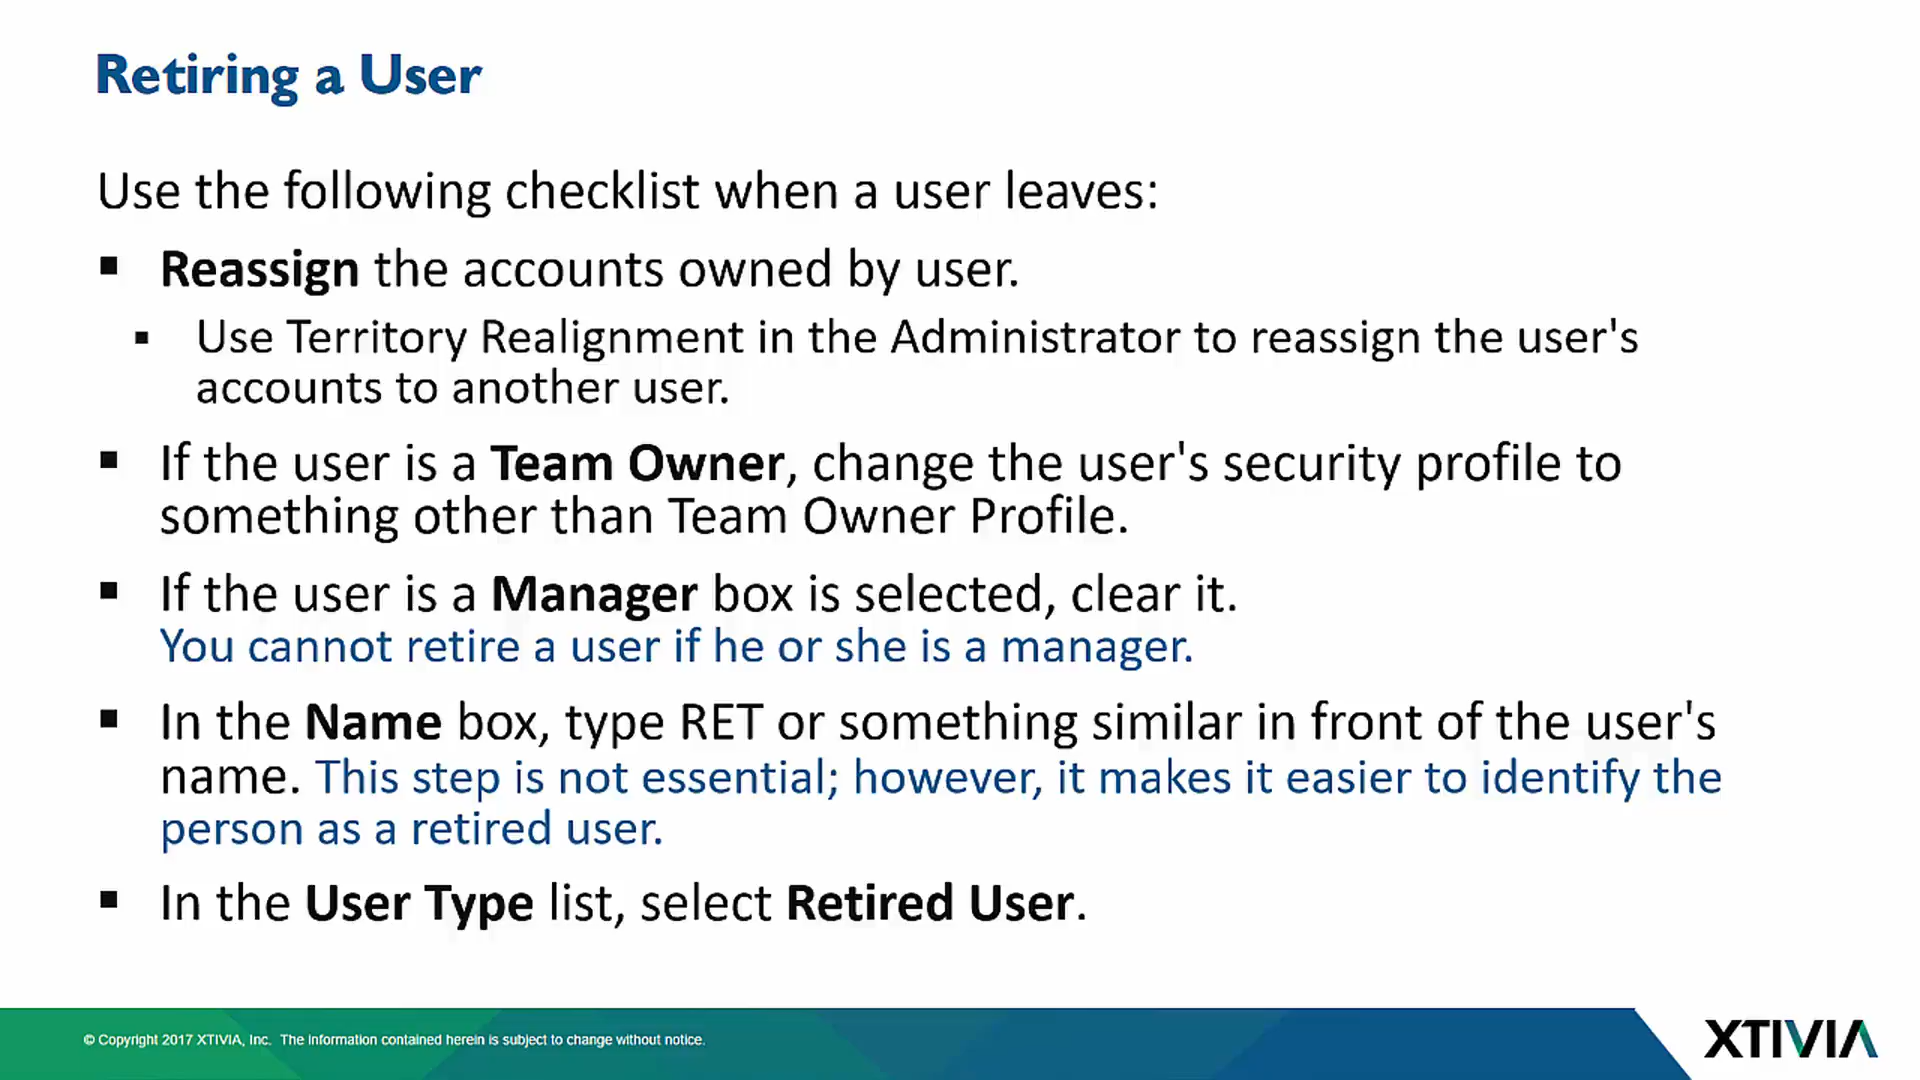 Retiring a User
Use the following checklist when a user leaves:
▪ Reassign the accounts owned by user.
▪ Use Territory Realignment in the Administrator to reassign the user's
accounts to another user.
▪ If the user is a Team Owner, change the user's security profile to
something other than Team Owner Profile.
▪ If the user is a Manager box is selected, clear it.
You cannot retire a user if he or she is a manager.
▪ In the Name box, type RET or something similar in front of the user's
name. This step is not essential; however, it makes it easier to identify the
person as a retired user.
▪ In the User Type list, select Retired User.
© Copyright 2017 XTIVIA, Inc. The information contained herein is subject to change without notice.
XTIVIA